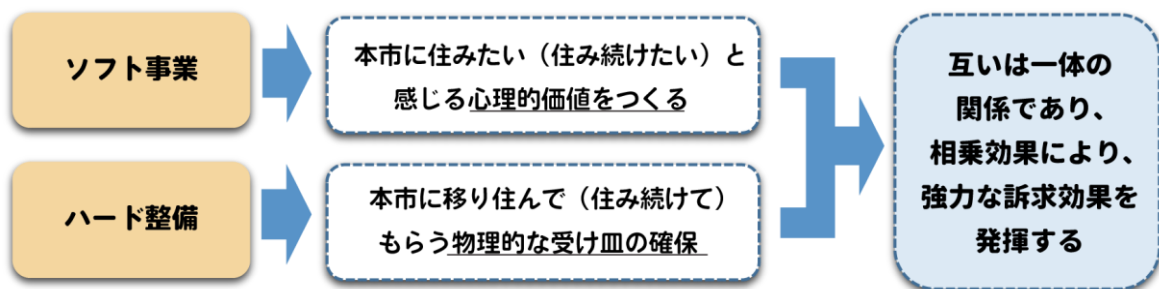 ソフト事業
本市に住みたい（住み続けたい）と
感じる心理的価値をつくる
ハード整備
本市に移り住んで（住み続けて）
もらう物理的な受け皿の確保
互いは一体の
関係であり、
相乗効果により、
強力な訴求効果を
発揮する